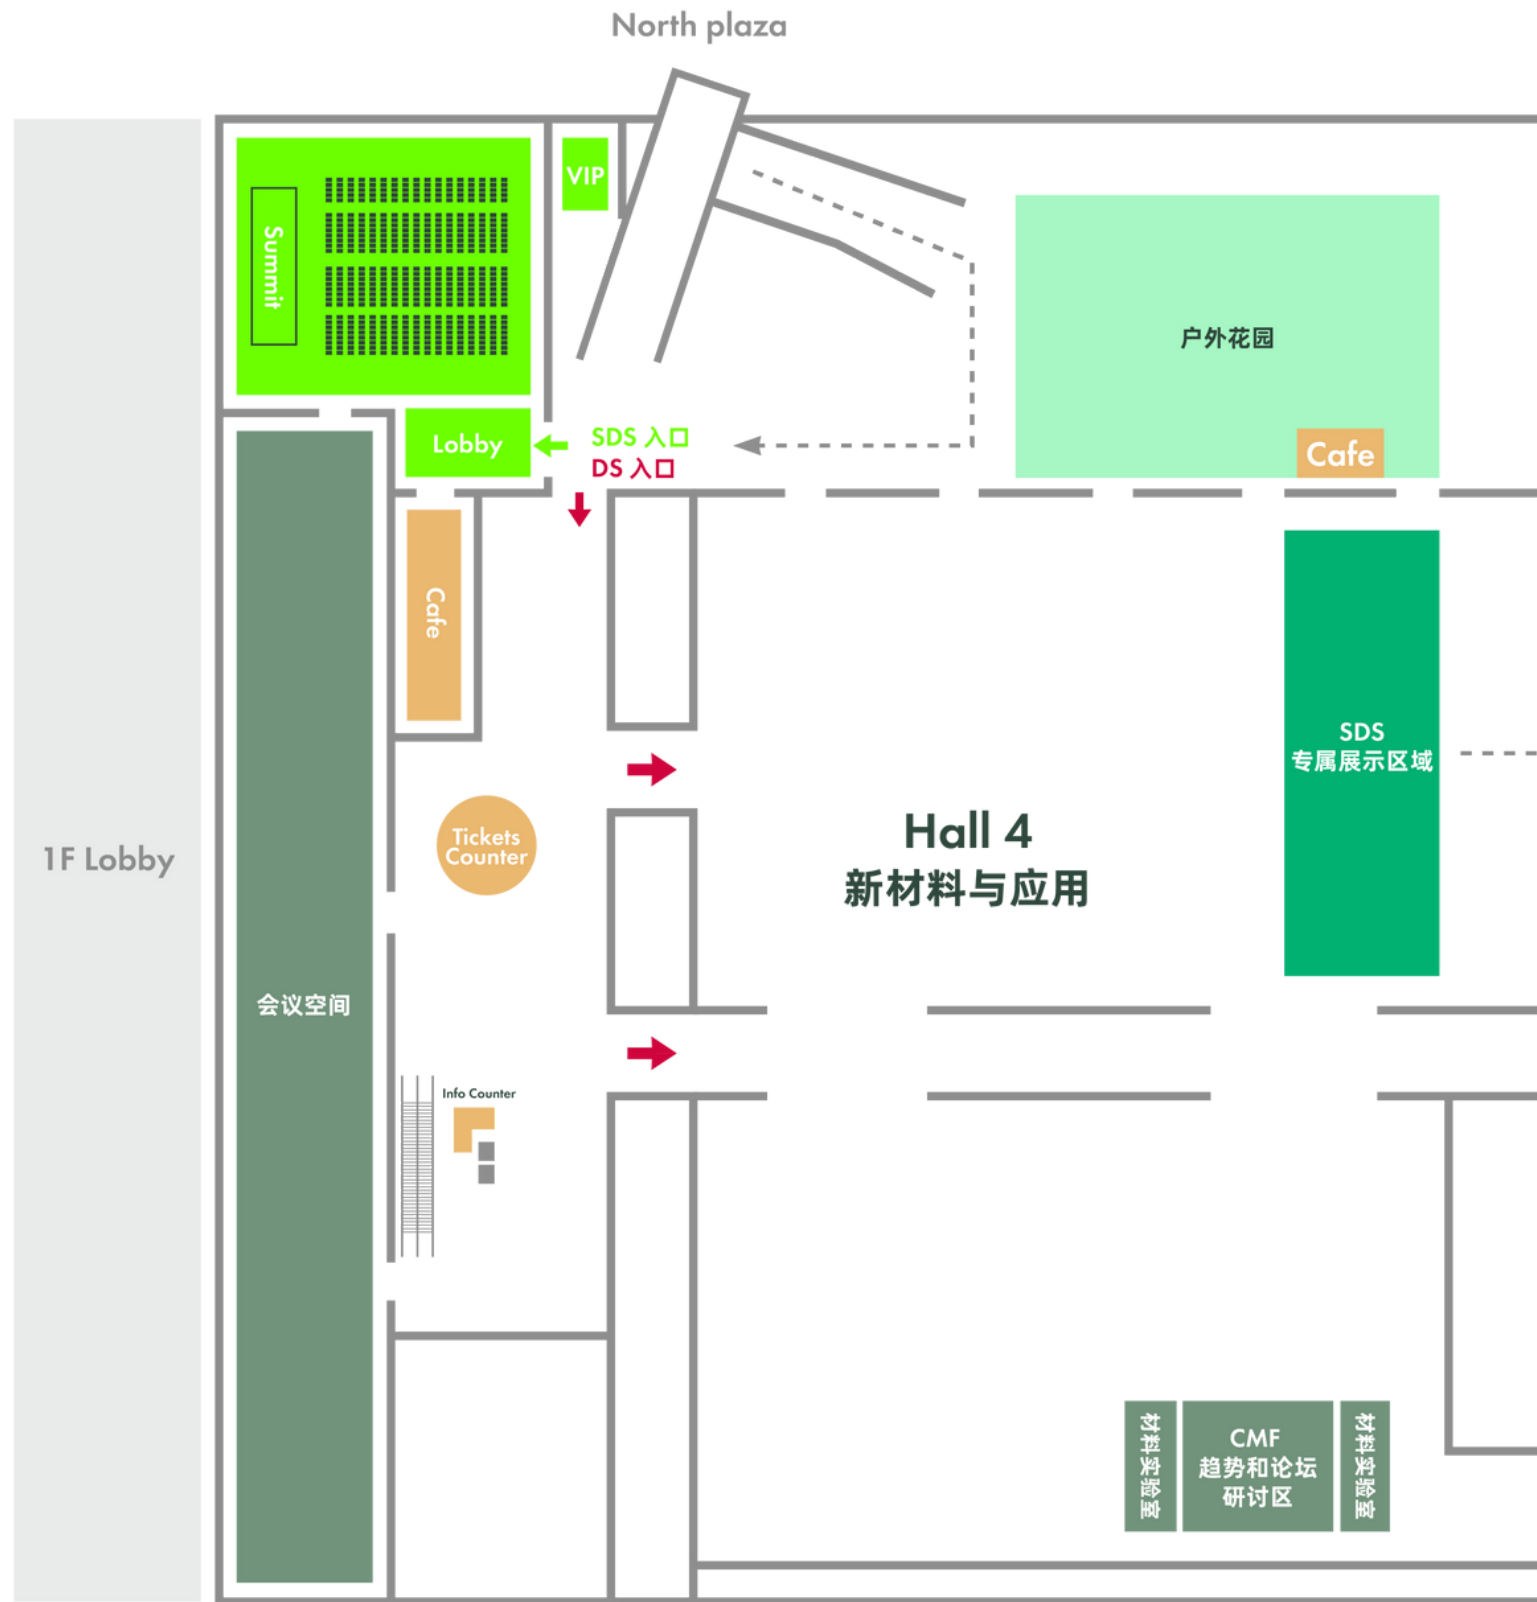 North plaza
VIP
Summit
户外花园
Lobby
SDS 入口
DS 入口
Cafe
Cafe
SDS
专属展示区域
Hall 4
新材料与应用
Tickets
Counter
1F Lobby
会议空间
Info Counter
材料实验室
CMF
趋势和论坛
研讨区
材料实验室